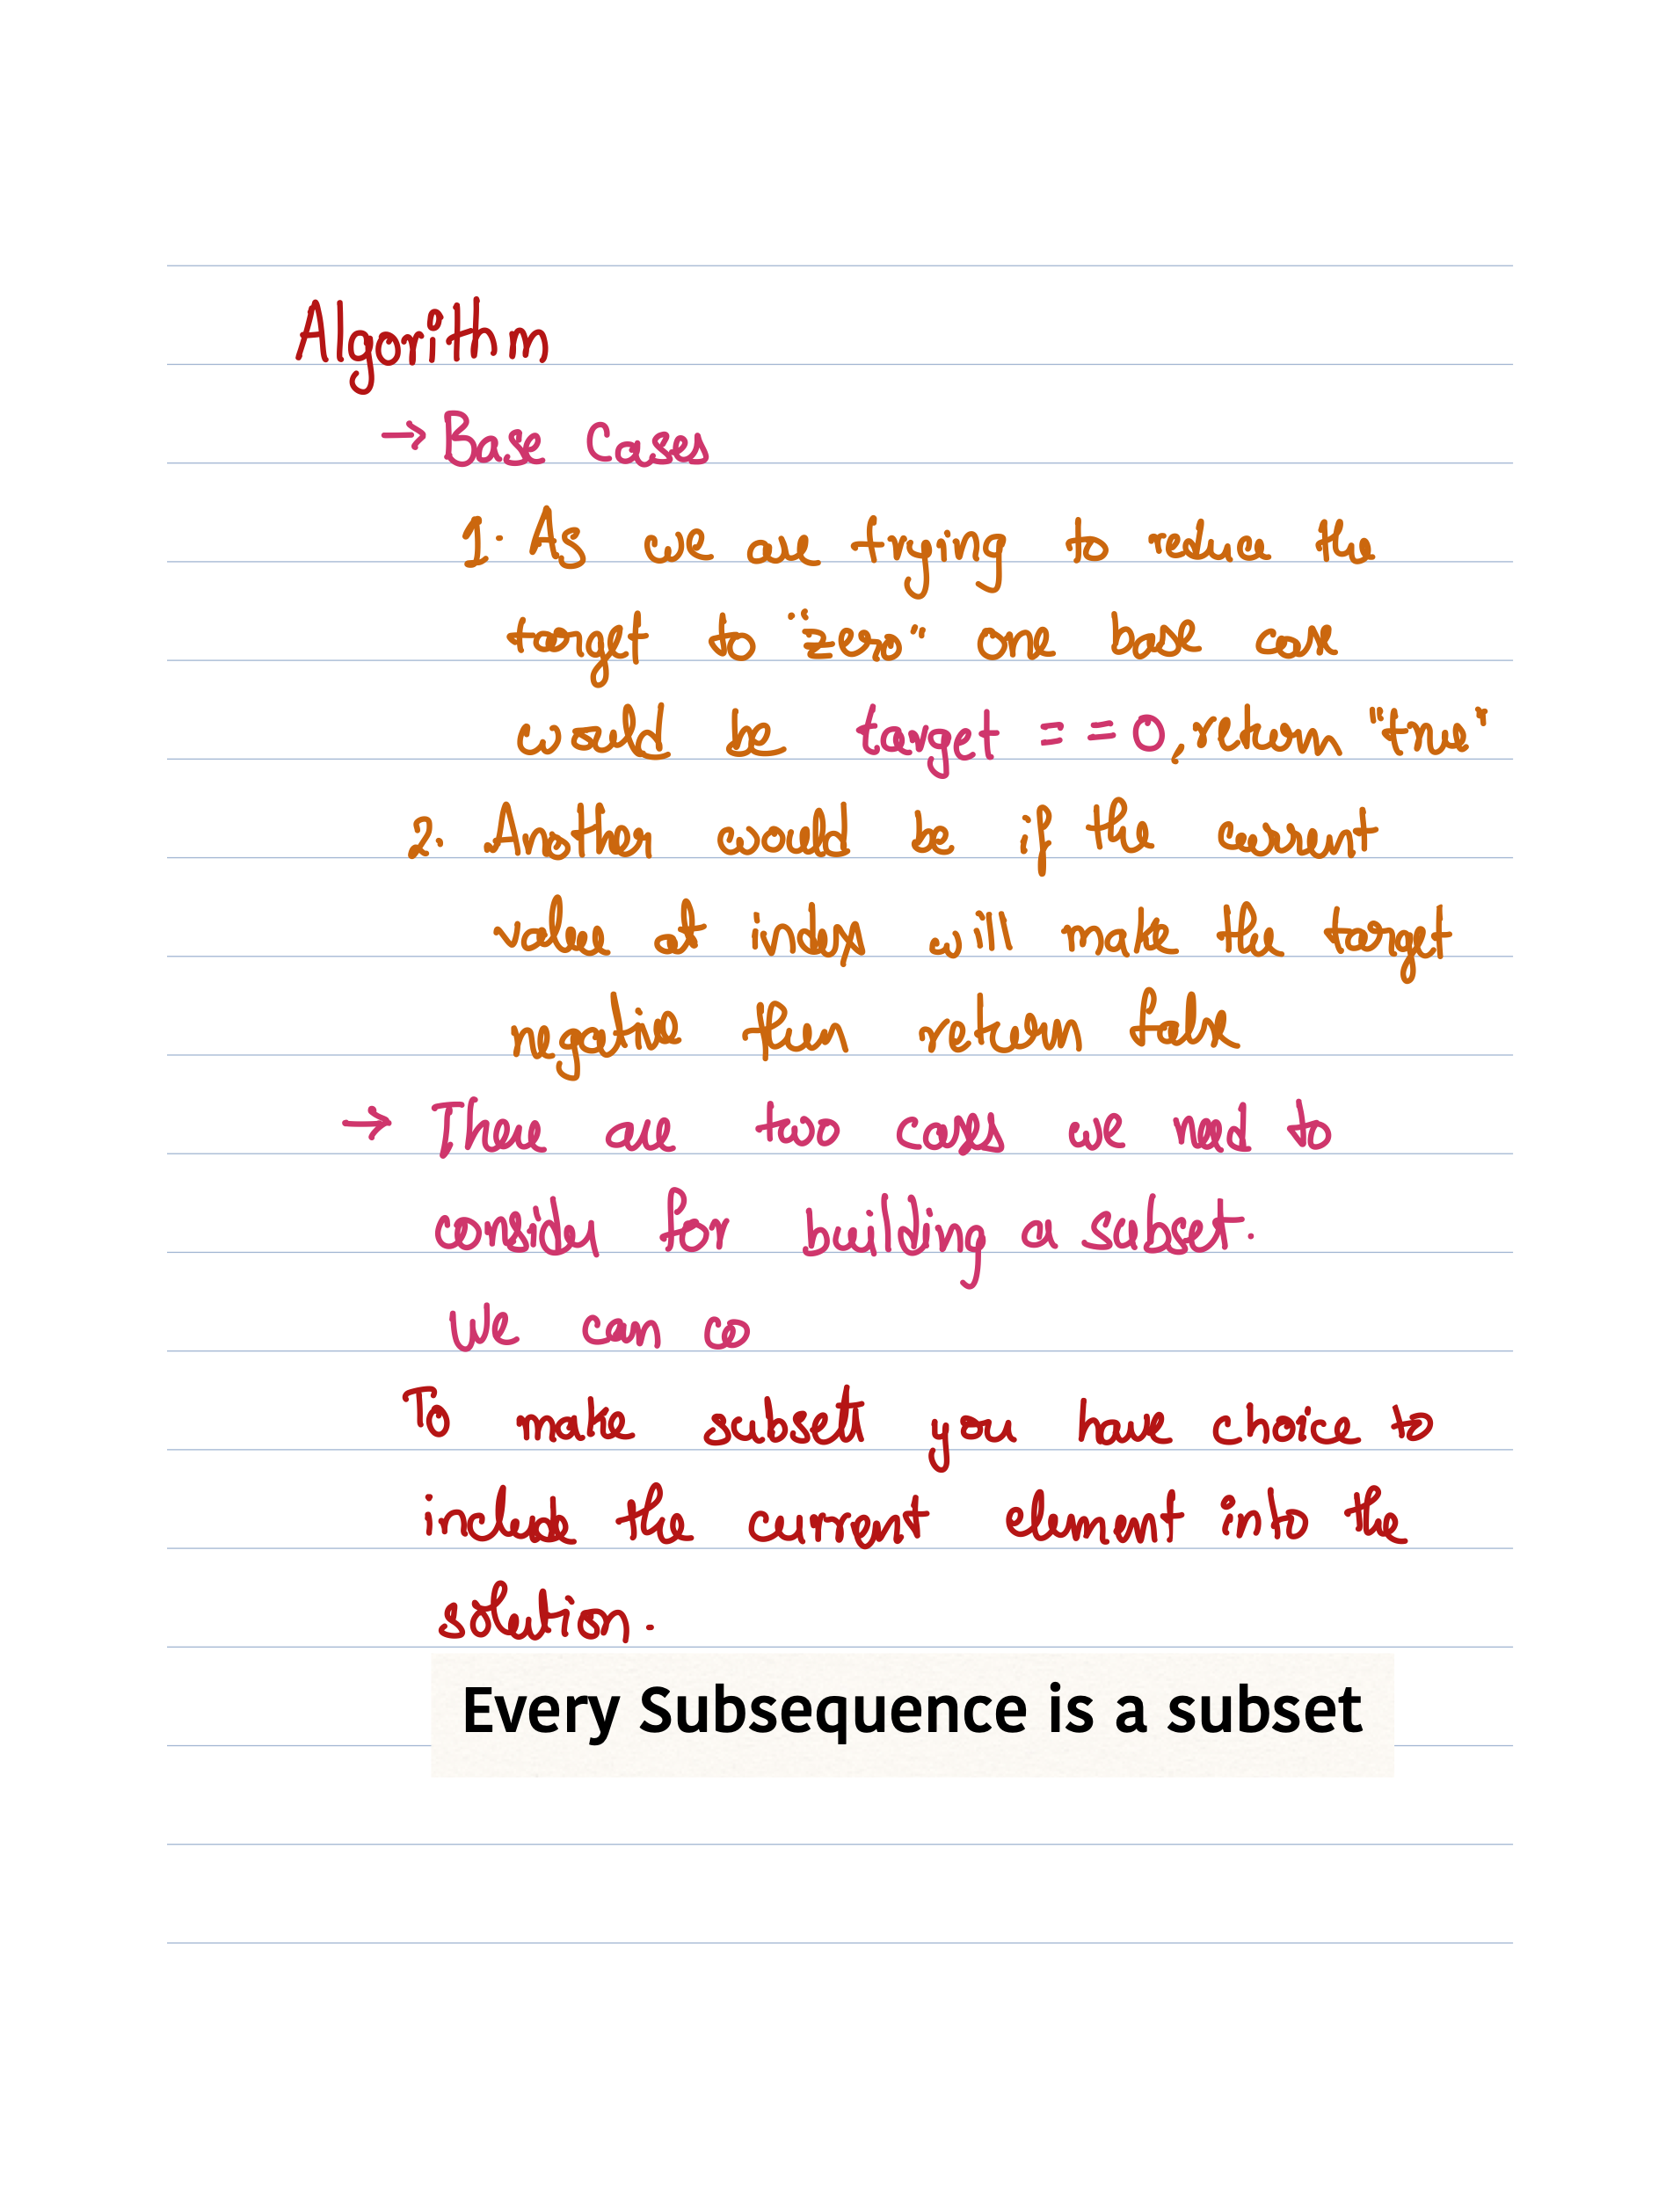 Algorithm
→ Base Cases
1. As we are trying to reduce the
target to "zero" one base case
would be target == 0, return "true"
2. Another would be if the current
value at index will make the target
negative then return false
→ There are two cases we need to
consider for building a subset.
We can co
To make subsets you have choice to
include the current element into the
solution.
Every Subsequence is a subset